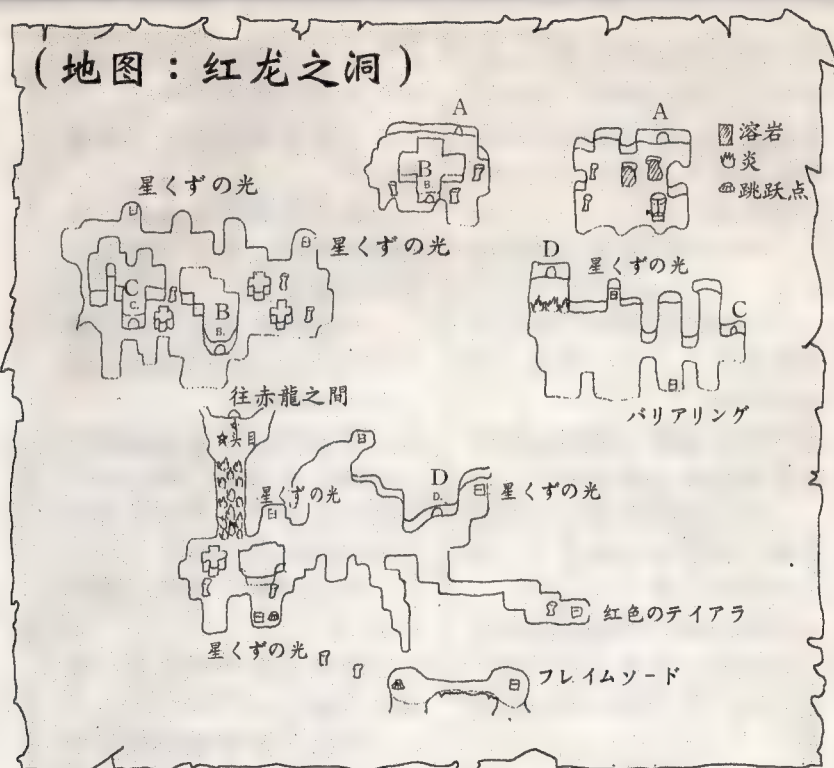 (地图：红龙之洞)
A
A
溶岩
炎
跳跃点
B
B.
星くずの光
星くずの光
D
星くずの光
C
C.
B
B.
C
バリアリング
往赤龍之間
☆头目
星くずの光
D
D.
星くずの光
红色のテイアラ
星くずの光
フレイムソード